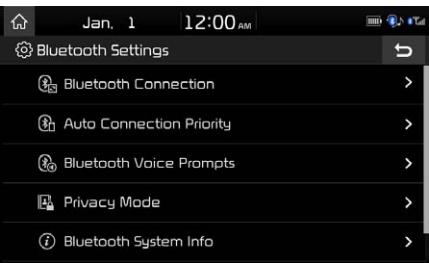 Jan. 1 12:00 AM
Bluetooth Settings
Bluetooth Connection
Auto Connection Priority
Bluetooth Voice Prompts
Privacy Mode
Bluetooth System Info